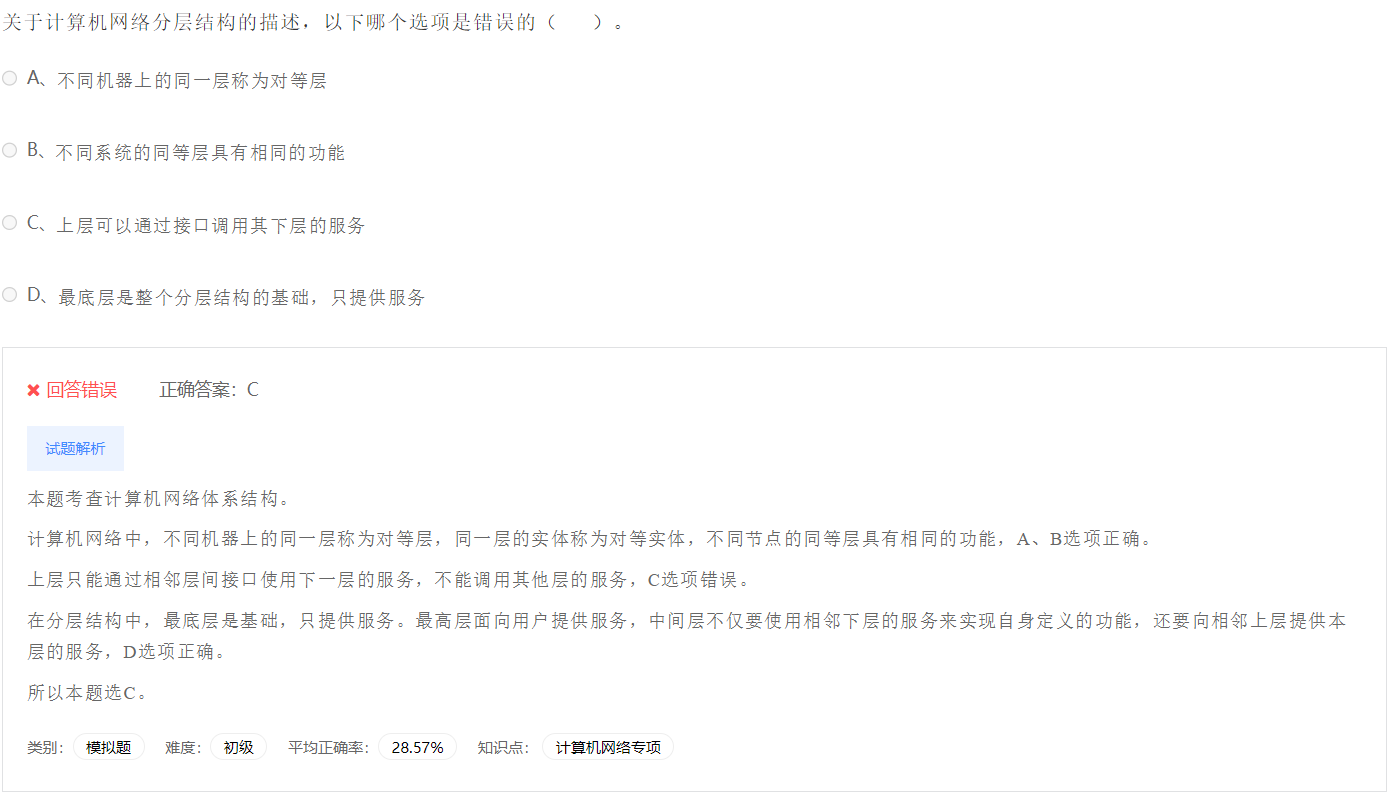 关于计算机网络分层结构的描述，以下哪个选项是错误的（　　）。
A、不同机器上的同一层称为对等层
B、不同系统的同等层具有相同的功能
C、上层可以通过接口调用其下层的服务
D、最底层是整个分层结构的基础，只提供服务
✖ 回答错误 正确答案：C
试题解析
本题考查计算机网络体系结构。
计算机网络中，不同机器上的同一层称为对等层，同一层的实体称为对等实体，不同节点的同等层具有相同的功能，A、B选项正确。
上层只能通过相邻层间接口使用下一层的服务，不能调用其他层的服务，C选项错误。
在分层结构中，最底层是基础，只提供服务。最高层面向用户提供服务，中间层不仅要使用相邻下层的服务来实现自身定义的功能，还要向相邻上层提供本
层的服务，D选项正确。
所以本题选C。
类别： 模拟题 难度： 初级 平均正确率： 28.57% 知识点： 计算机网络专项